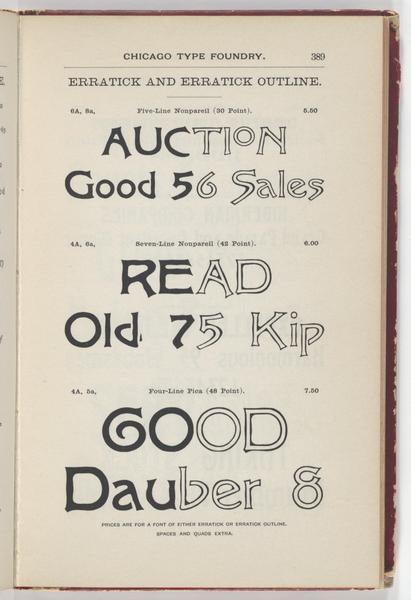 CHICAGO TYPE FOUNDRY. 389
ERRATICK AND ERRATICK OUTLINE.
6A, 8a, Five-Line Nonpareil (30 Point). 5.50
AUCTION
Good 56 Sales
4A, 6a, Seven-Line Nonpareil (42 Point). 6.00
READ
Old 75 Kip
4A, 5a, Four-Line Pica (48 Point). 7.50
GOOD
Dauber 8
PRICES ARE FOR A FONT OF EITHER ERRATICK OR ERRATICK OUTLINE.
SPACES AND QUADS EXTRA.